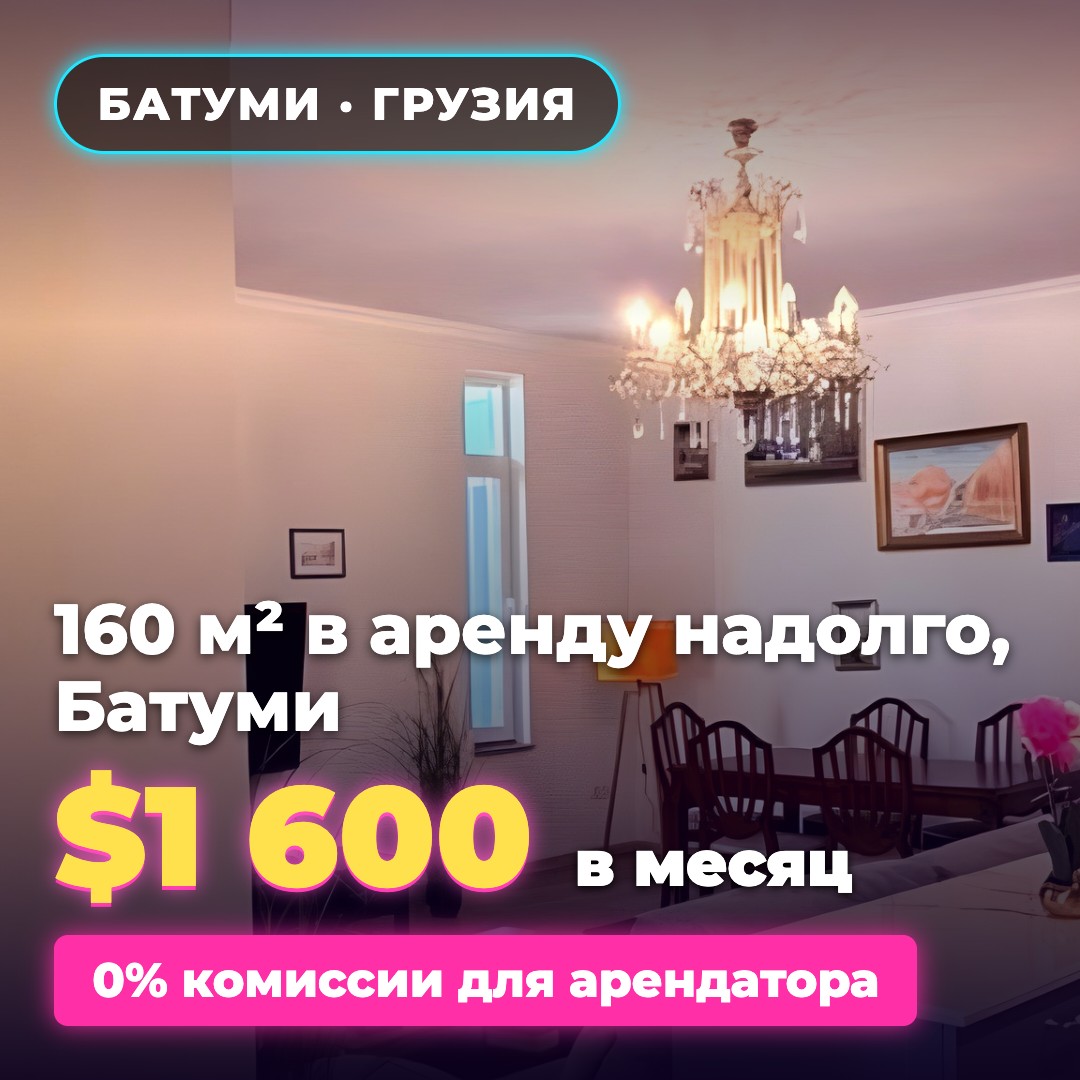 БАТУМИ • ГРУЗИЯ
160 м² в аренду надолго,
Батуми
$1 600 в месяц
0% комиссии для арендатора